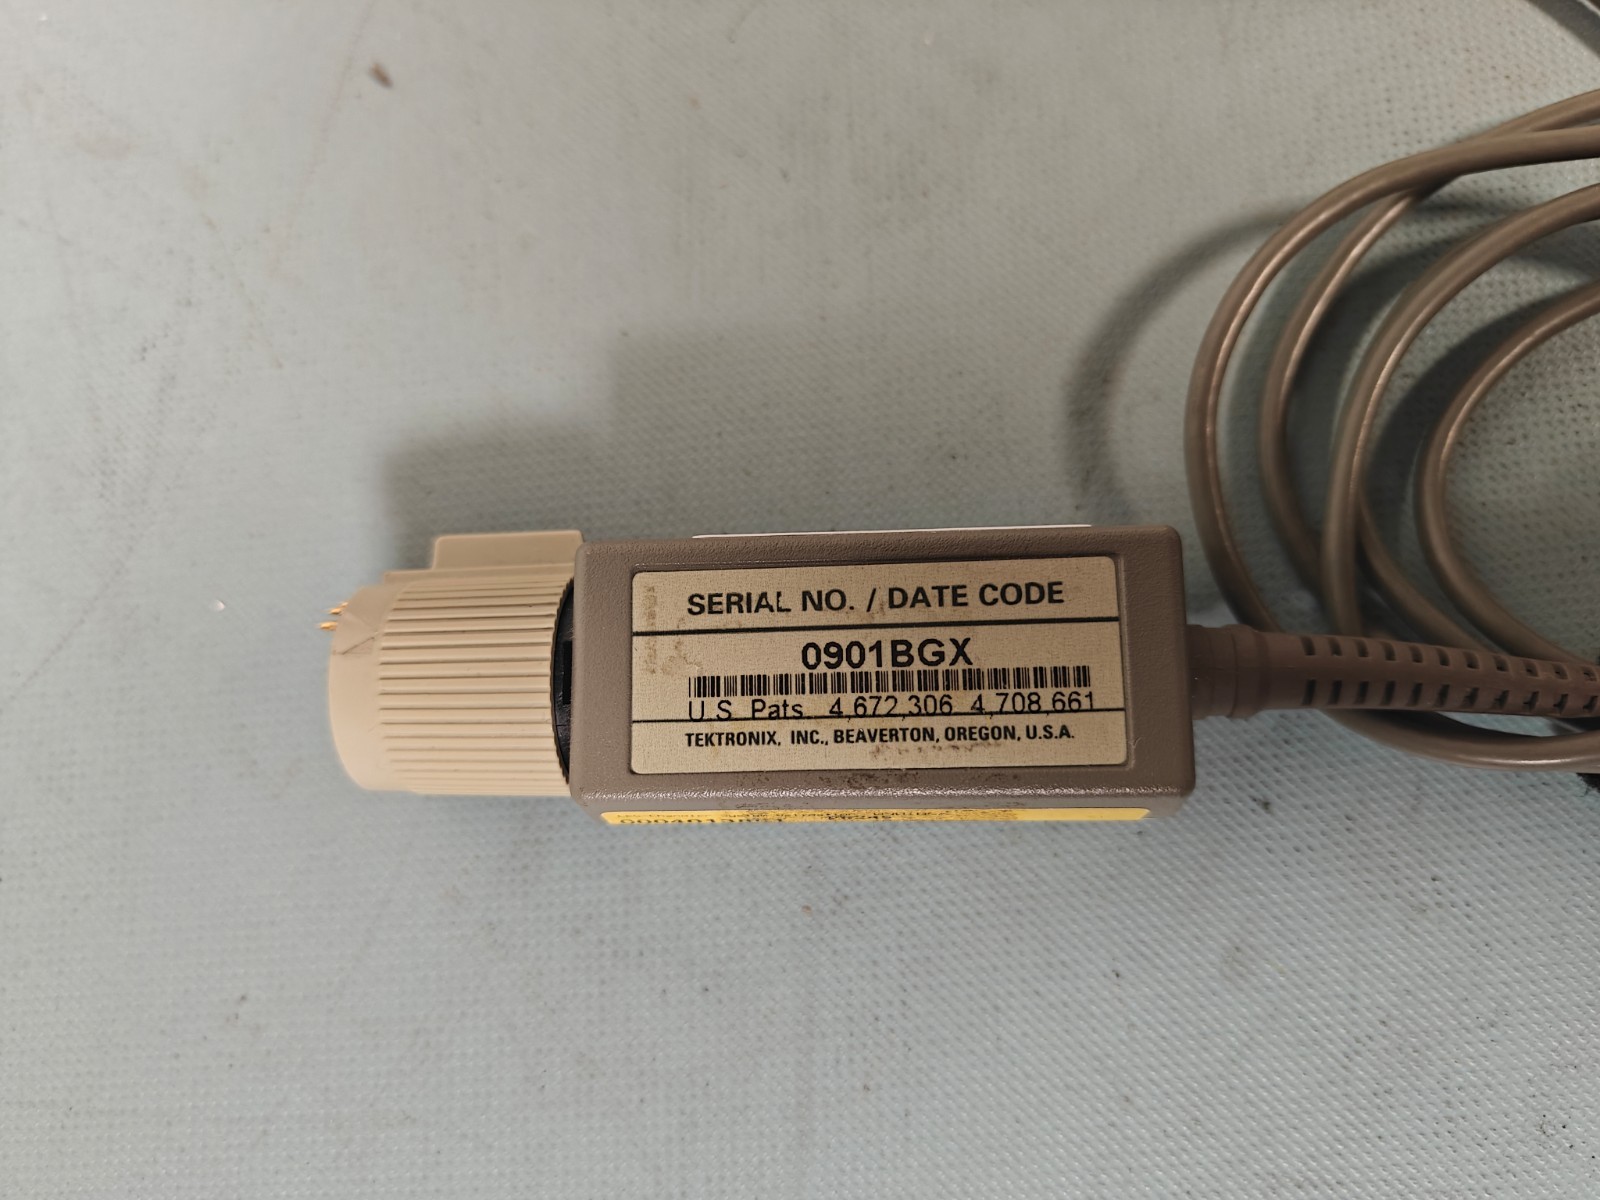 SERIAL NO. / DATE CODE
0901BGX
U.S. Pats. 4,672,306 4,708,661
TEKTRONIX, INC., BEAVERTON, OREGON, U.S.A.